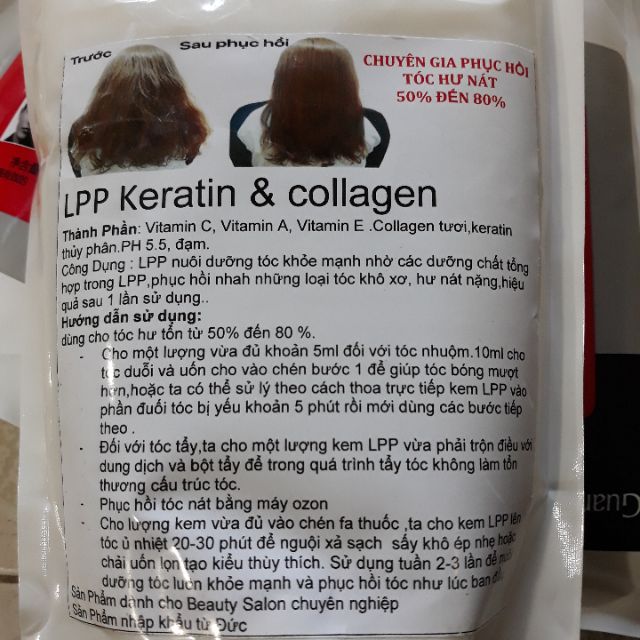 Trước
Sau phục hồi
CHUYÊN GIA PHỤC HỒI
TÓC HƯ NÁT
50% ĐẾN 80%
LPP Keratin & collagen
Thành Phần: Vitamin C, Vitamin A, Vitamin E .Collagen tươi,keratin
thủy phân.PH 5.5, đạm.
Công Dụng : LPP nuôi dưỡng tóc khỏe mạnh nhờ các dưỡng chất tổng
hợp trong LPP,phục hồi nhah những loại tóc khô xơ, hư nát nặng,hiệu
quả sau 1 lần sử dụng..
Hướng dẫn sử dụng:
dùng cho tóc hư tổn từ 50% đến 80 %.
- Cho một lượng vừa đủ khoản 5ml đối với tóc nhuộm.10ml cho
tóc duỗi và uốn cho vào chén bước 1 để giúp tóc bóng mượt
hơn,hoặc ta có thể sử lý theo cách thoa trực tiếp kem LPP vào
phần đuối tóc bị yếu khoản 5 phút rồi mới dùng các bước tiếp
theo .
- Đối với tóc tẩy,ta cho một lượng kem LPP vừa phải trộn điều với
dung dịch và bột tẩy để trong quá trình tẩy tóc không làm tổn
thương cấu trúc tóc.
- Phục hồi tóc nát bằng máy ozon
- Cho lượng kem vừa đủ vào chén fa thuốc ,ta cho kem LPP lên
tóc ủ nhiệt 20-30 phút để nguội xả sạch sấy khô ép nhẹ hoặc
chải uốn lọn tạo kiểu thùy thích. Sử dụng tuần 2-3 lần để
dưỡng tóc luôn khỏe mạnh và phục hồi tóc như lúc ban
Sản Phẩm dành cho Beauty Salon chuyên nghiệp
Sản Phẩm nhập khẩu từ Đức